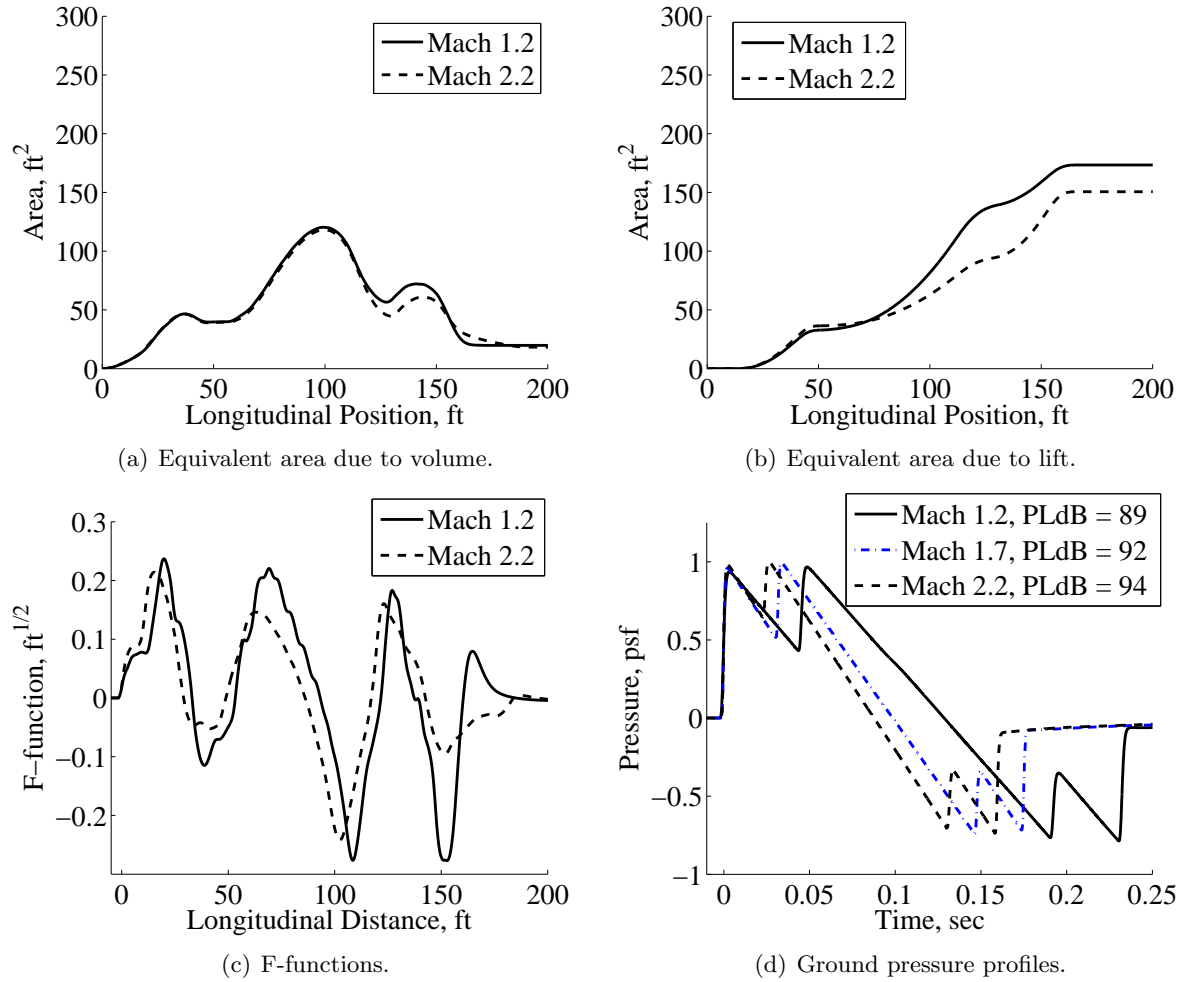 300
250
200
150
100
50
0
Area, ft²
Mach 1.2
Mach 2.2
0 50 100 150 200
Longitudinal Position, ft
(a) Equivalent area due to volume.
300
250
200
150
100
50
0
Area, ft²
Mach 1.2
Mach 2.2
0 50 100 150 200
Longitudinal Position, ft
(b) Equivalent area due to lift.
0.3
0.2
0.1
0
−0.1
−0.2
F−function, ft^1/2
Mach 1.2
Mach 2.2
0 50 100 150 200
Longitudinal Distance, ft
(c) F-functions.
1
0.5
0
−0.5
−1
Pressure, psf
Mach 1.2, PLdB = 89
Mach 1.7, PLdB = 92
Mach 2.2, PLdB = 94
0 0.05 0.1 0.15 0.2 0.25
Time, sec
(d) Ground pressure profiles.